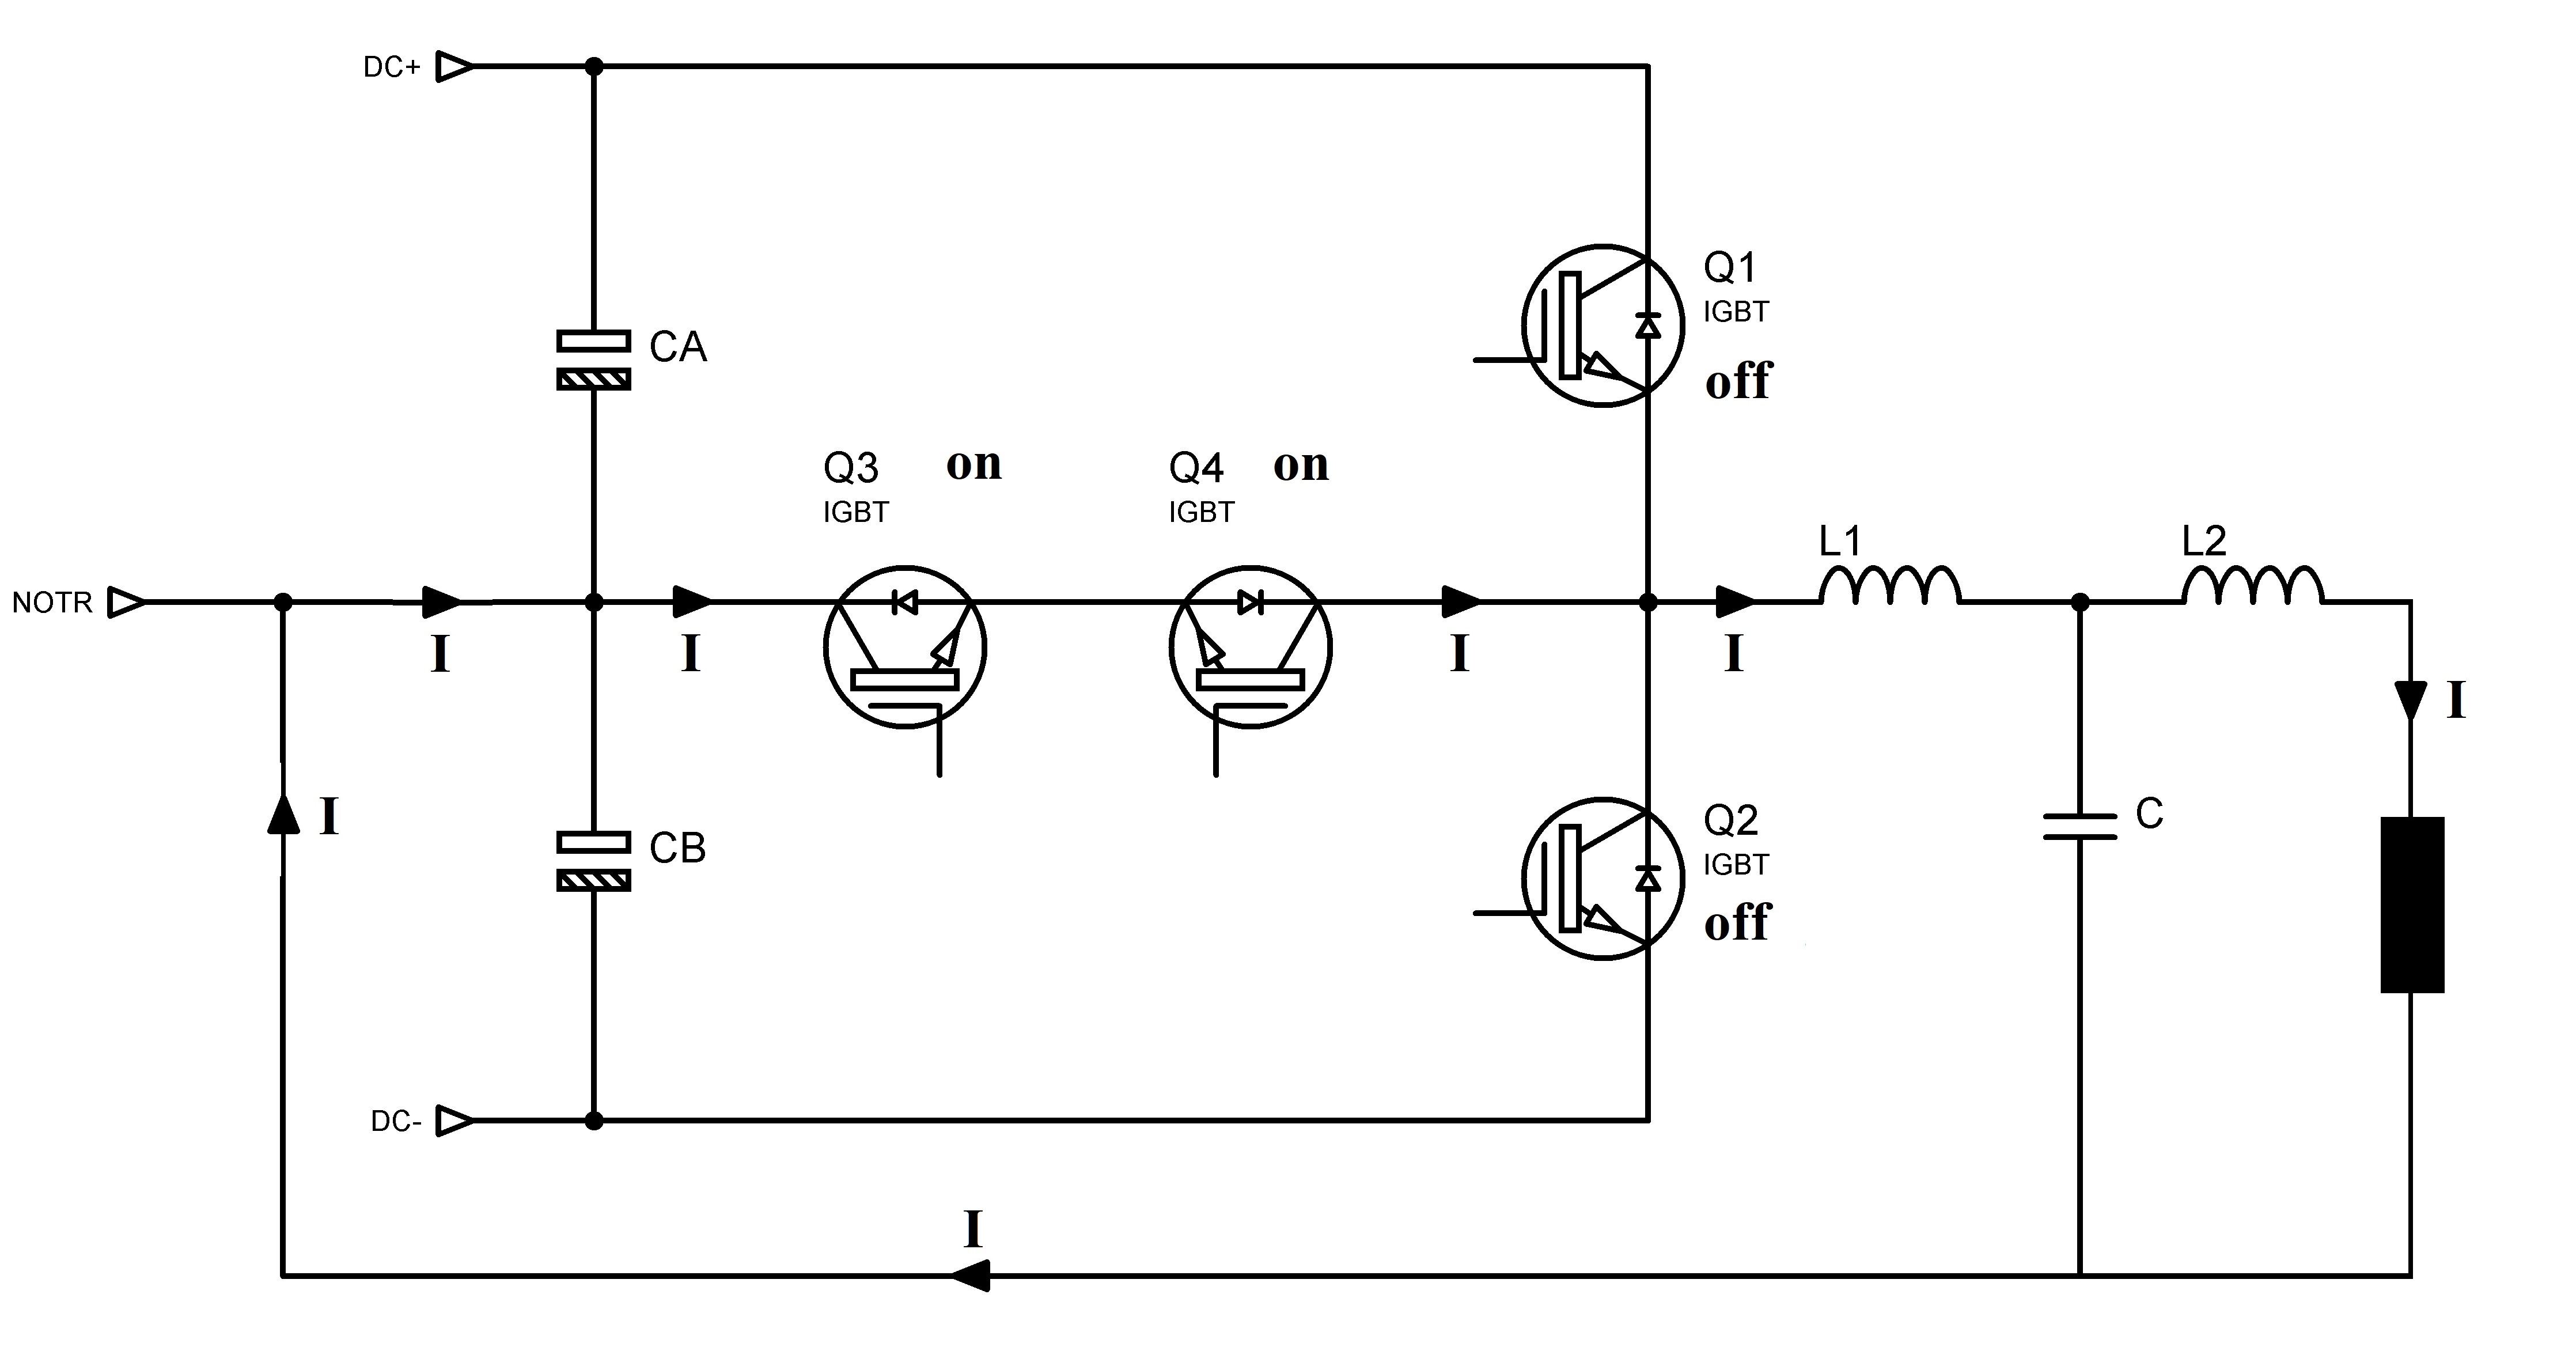 DC+
Q1
IGBT
off
CA
Q3
IGBT
on
Q4
IGBT
on
L1
L2
NOTR
I
I
I
I
I
Q2
IGBT
off
C
CB
I
DC-
I